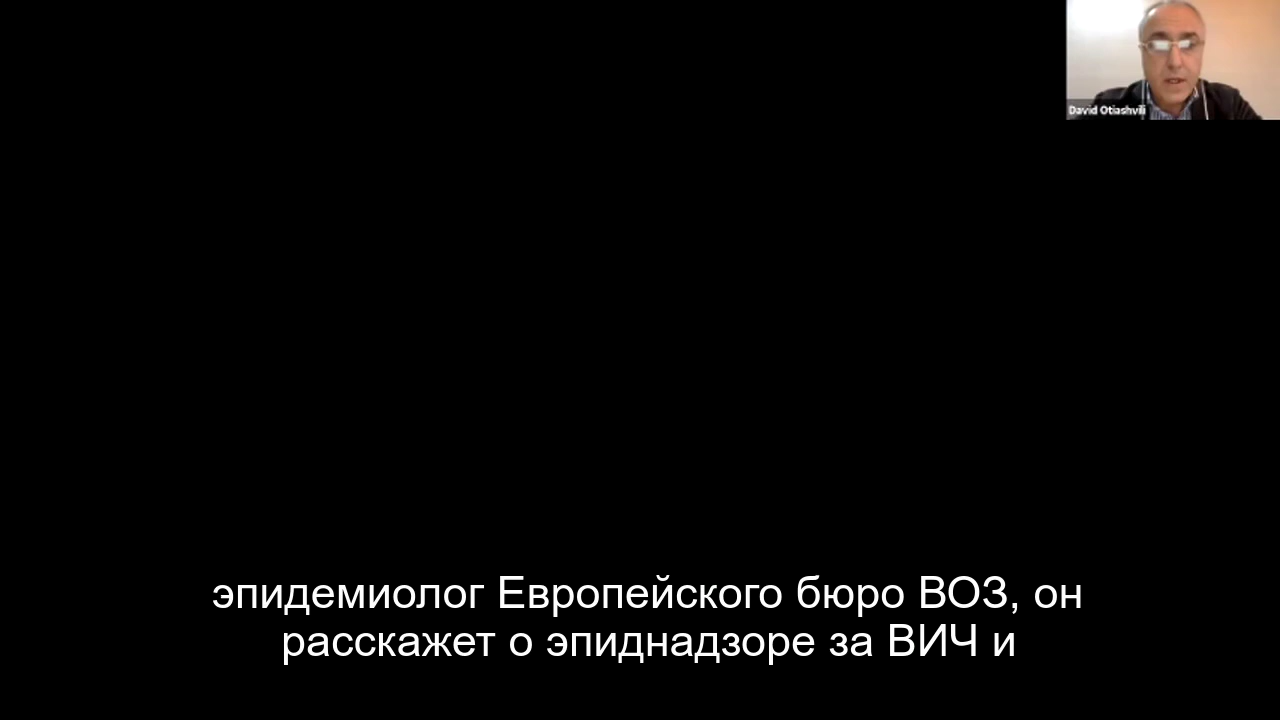 David Otiashvili
эпидемиолог Европейского бюро ВОЗ, он
расскажет о эпиднадзоре за ВИЧ и